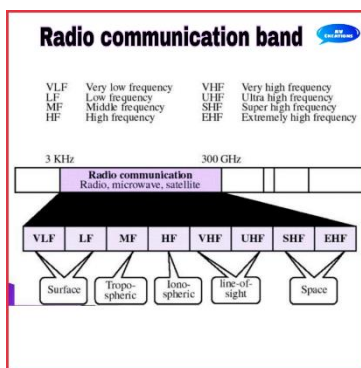 Radio communication band
RV
CREATIONS
VLF Very low frequency VHF Very high frequency
LF Low frequency UHF Ultra high frequency
MF Middle frequency SHF Super high frequency
HF High frequency EHF Extremely high frequency
3 KHz 300 GHz
Radio communication
Radio, microwave, satellite
VLF LF MF HF VHF UHF SHF EHF
Surface Tropo-spheric Iono-spheric line-of-sight Space